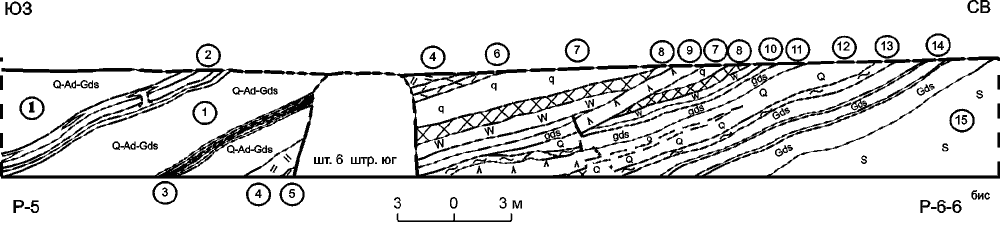 ЮЗ СВ
2 4 6 7 8 9 7 8 10 11 12 13 14
Q-Ad-Gds Q-Ad-Gds q q q W gds Q Gds S
1 1 W W gds gds Q Gds Gds 15
Q-Ad-Gds Q-Ad-Gds шт. 6 штр. юг W Q Q Q S S
3 4 5
Р-5 3 0 3 м Р-6-6 бис